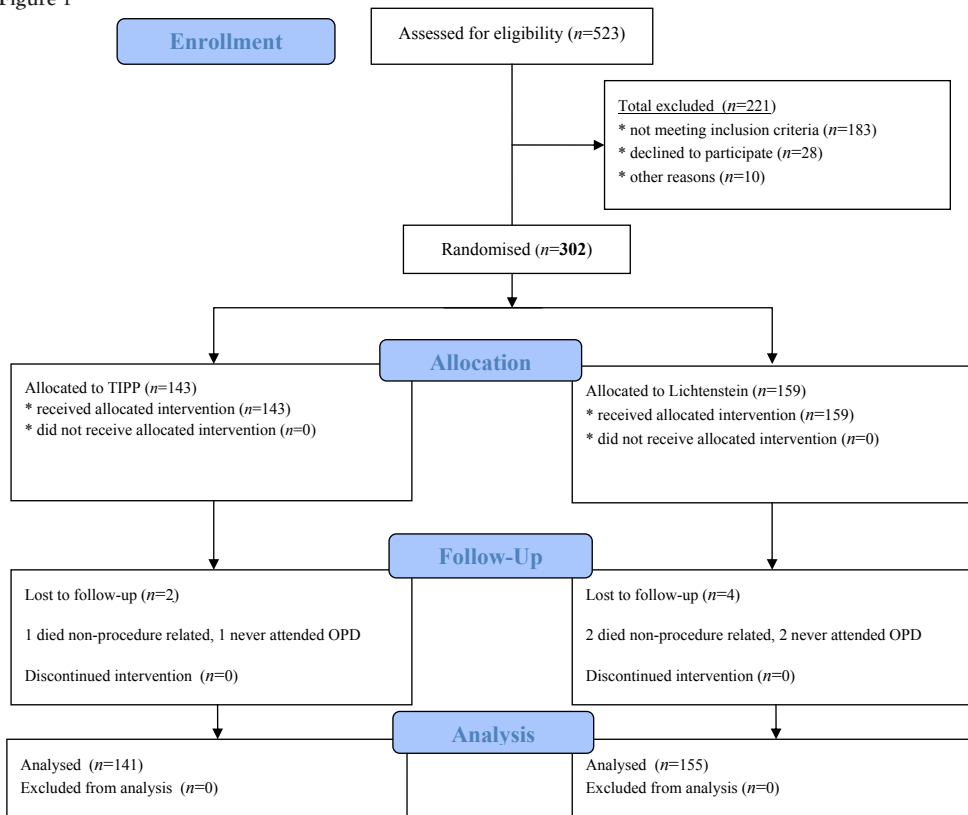 Figure 1
Enrollment
Assessed for eligibility (n=523)
Total excluded (n=221)
* not meeting inclusion criteria (n=183)
* declined to participate (n=28)
* other reasons (n=10)
Randomised (n=302)
Allocation
Allocated to TIPP (n=143)
* received allocated intervention (n=143)
* did not receive allocated intervention (n=0)
Allocated to Lichtenstein (n=159)
* received allocated intervention (n=159)
* did not receive allocated intervention (n=0)
Follow-Up
Lost to follow-up (n=2)
1 died non-procedure related, 1 never attended OPD
Discontinued intervention (n=0)
Lost to follow-up (n=4)
2 died non-procedure related, 2 never attended OPD
Discontinued intervention (n=0)
Analysis
Analysed (n=141)
Excluded from analysis (n=0)
Analysed (n=155)
Excluded from analysis (n=0)